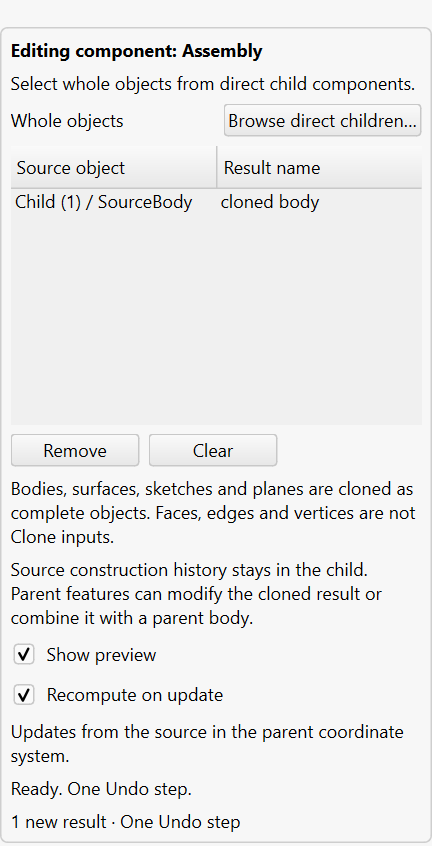 Editing component: Assembly
Select whole objects from direct child components.
Whole objects Browse direct children...
Source object Result name
Child (1) / SourceBody cloned body
Remove Clear
Bodies, surfaces, sketches and planes are cloned as
complete objects. Faces, edges and vertices are not
Clone inputs.
Source construction history stays in the child.
Parent features can modify the cloned result or
combine it with a parent body.
Show preview
Recompute on update
Updates from the source in the parent coordinate
system.
Ready. One Undo step.
1 new result · One Undo step